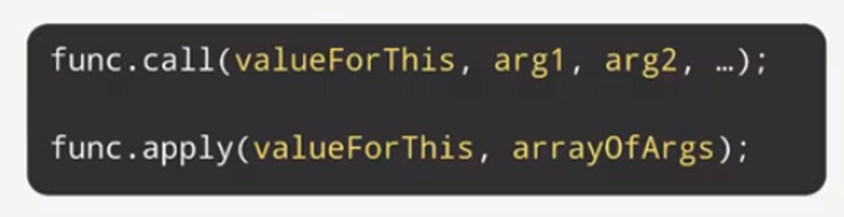 func.call(valueForThis, arg1, arg2, …);
func.apply(valueForThis, arrayOfArgs);